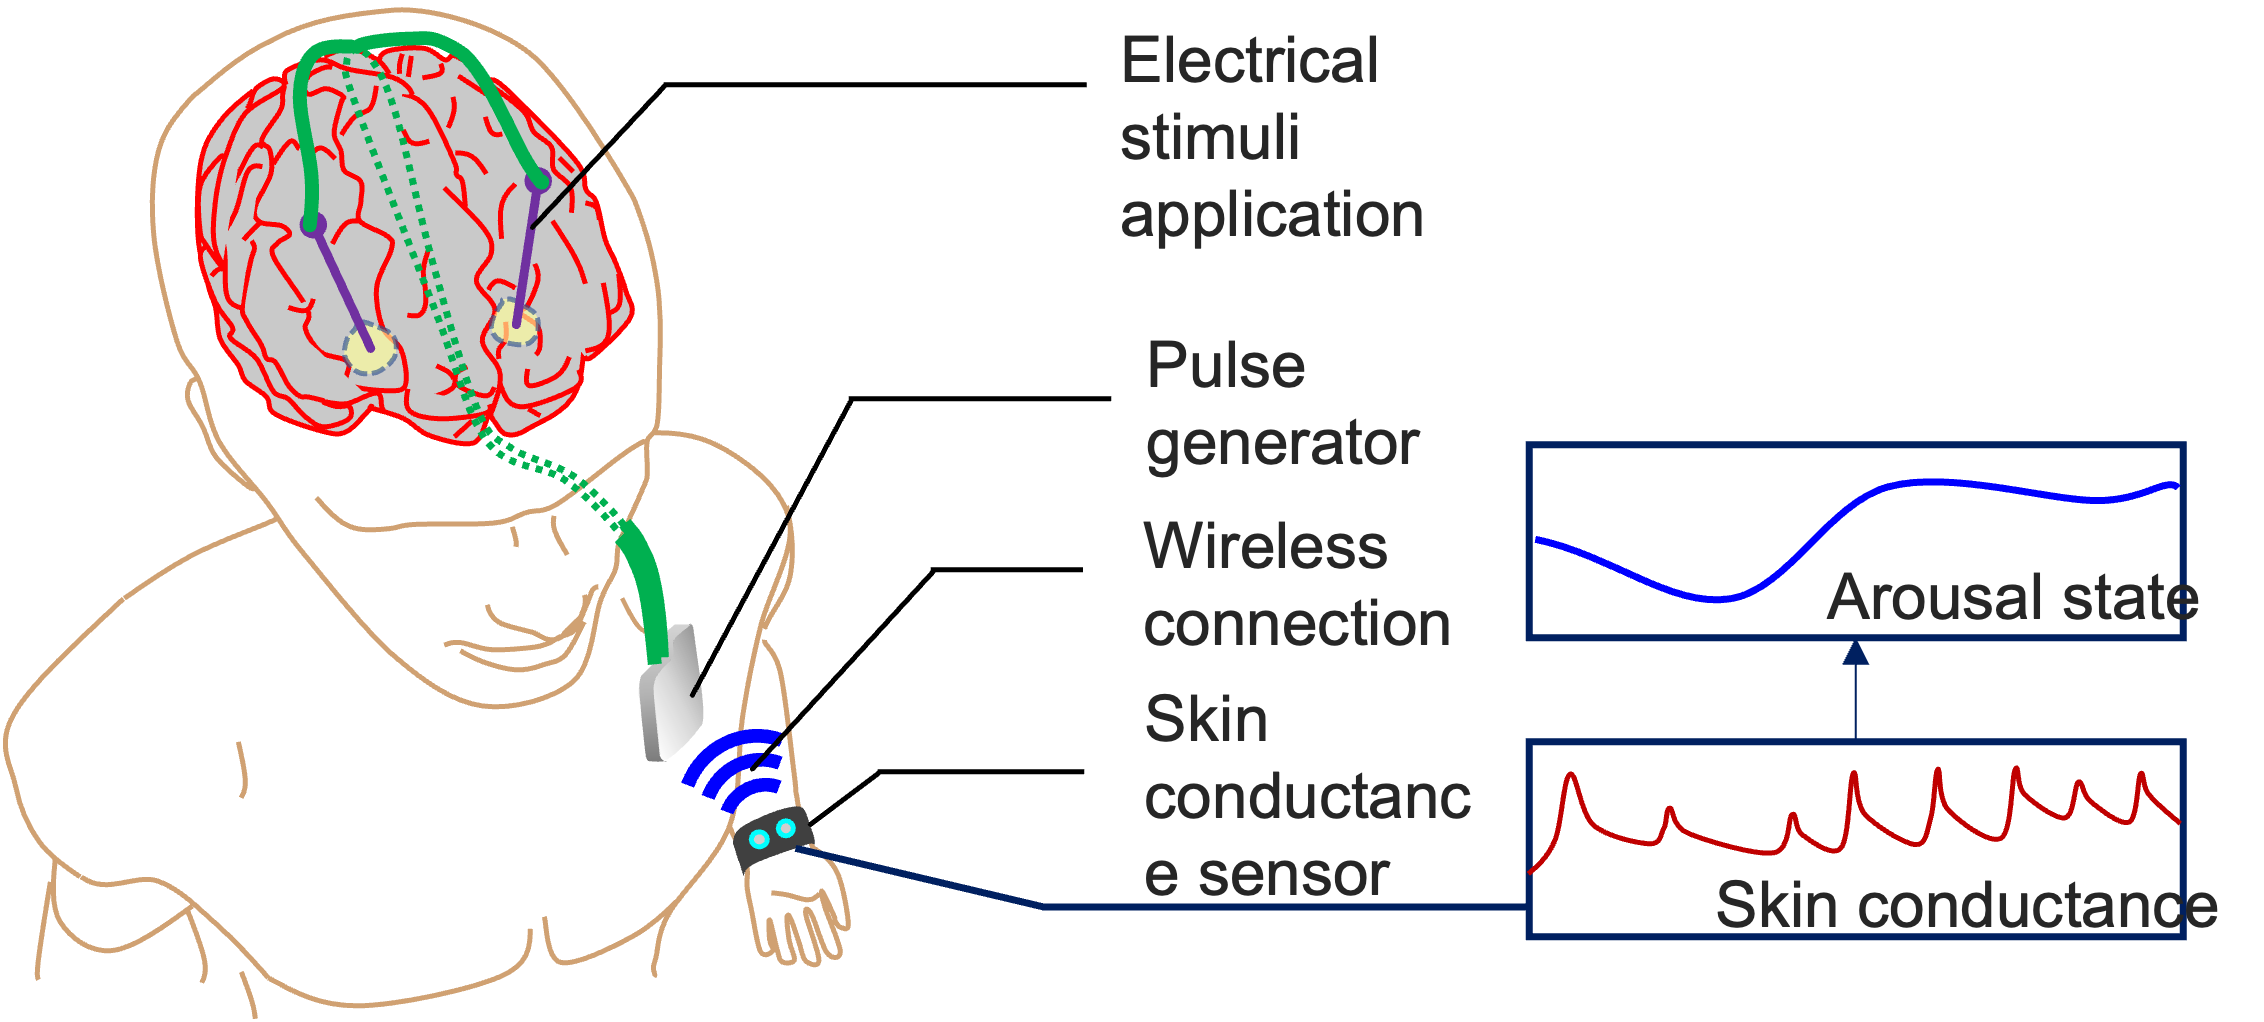 Electrical
stimuli
application
Pulse
generator
Wireless
connection
Skin
conductanc
e sensor
Arousal state
Skin conductance